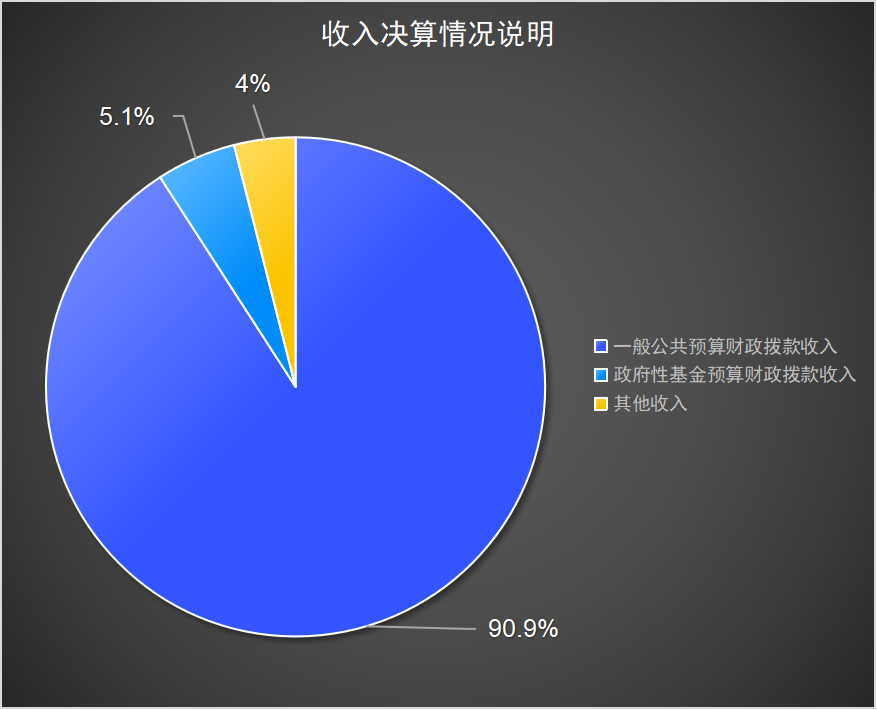 收入决算情况说明
4%
5.1%
一般公共预算财政拨款收入
政府性基金预算财政拨款收入
其他收入
90.9%